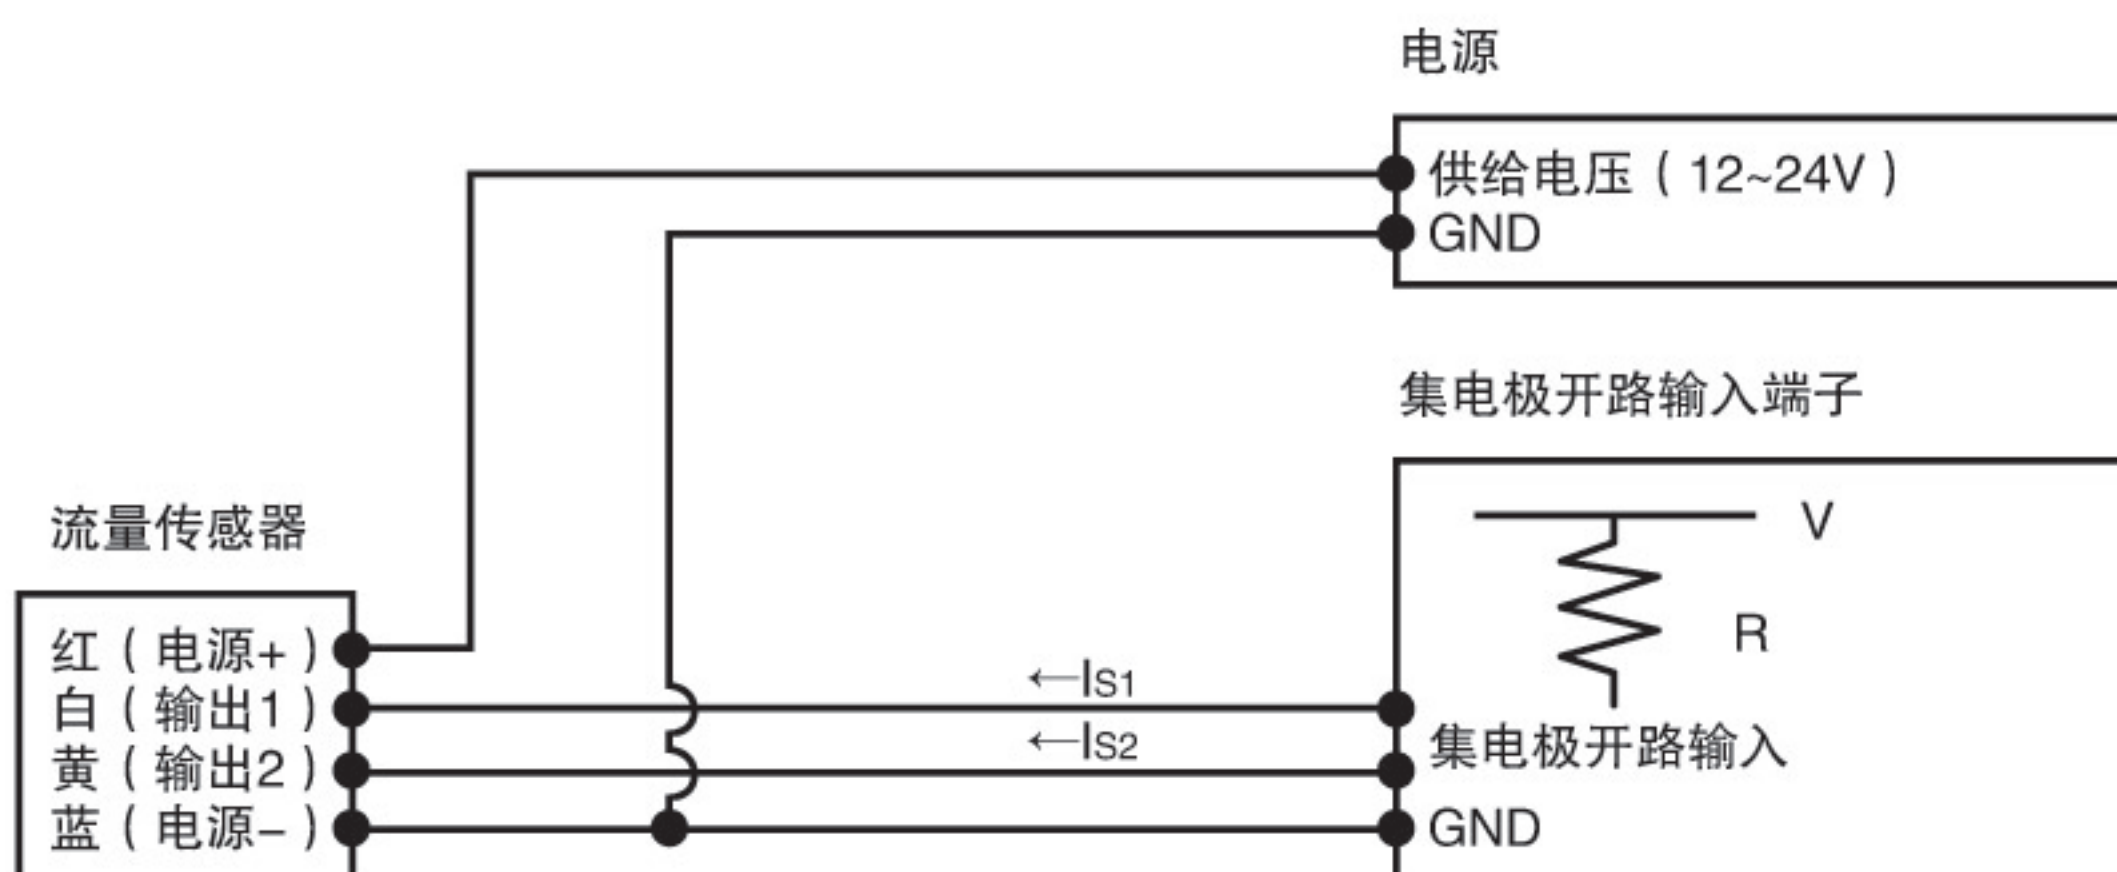 电源
供给电压（12~24V）
GND
集电极开路输入端子
V
R
流量传感器
红（电源+）
白（输出1）
黄（输出2）
蓝（电源−）
←IS1
←IS2
集电极开路输入
GND